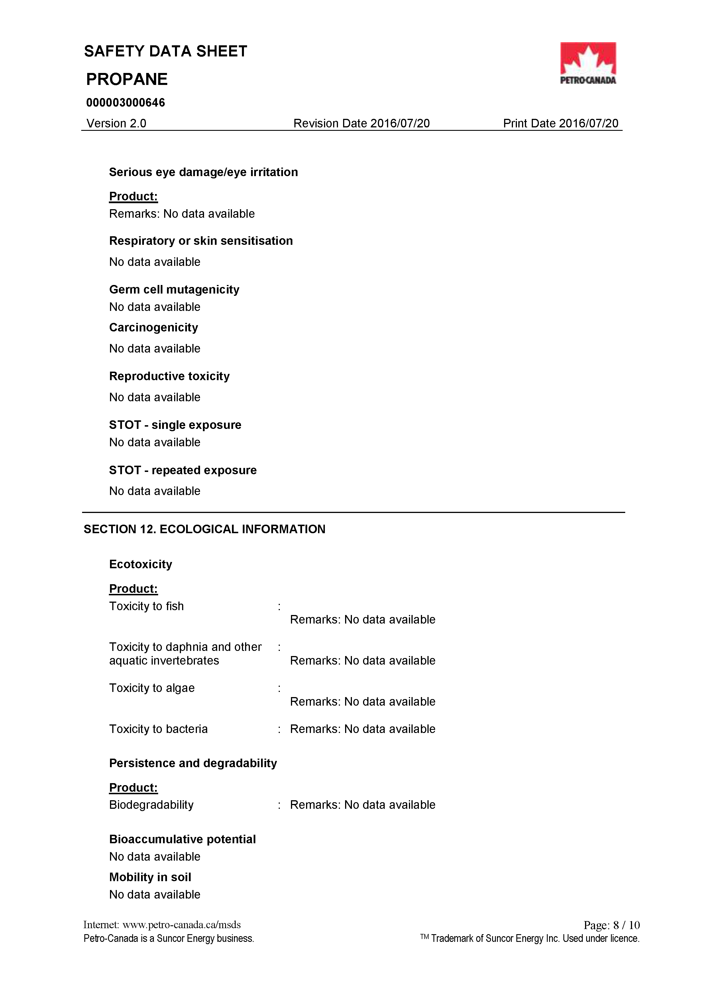 SAFETY DATA SHEET
PROPANE
PETRO-CANADA
000003000646
Version 2.0 Revision Date 2016/07/20 Print Date 2016/07/20
Serious eye damage/eye irritation
Product:
Remarks: No data available
Respiratory or skin sensitisation
No data available
Germ cell mutagenicity
No data available
Carcinogenicity
No data available
Reproductive toxicity
No data available
STOT - single exposure
No data available
STOT - repeated exposure
No data available
SECTION 12. ECOLOGICAL INFORMATION
Ecotoxicity
Product:
Toxicity to fish :
Remarks: No data available
Toxicity to daphnia and other :
aquatic invertebrates Remarks: No data available
Toxicity to algae :
Remarks: No data available
Toxicity to bacteria : Remarks: No data available
Persistence and degradability
Product:
Biodegradability : Remarks: No data available
Bioaccumulative potential
No data available
Mobility in soil
No data available
Internet: www.petro-canada.ca/msds Page: 8 / 10
Petro-Canada is a Suncor Energy business. ™ Trademark of Suncor Energy Inc. Used under licence.